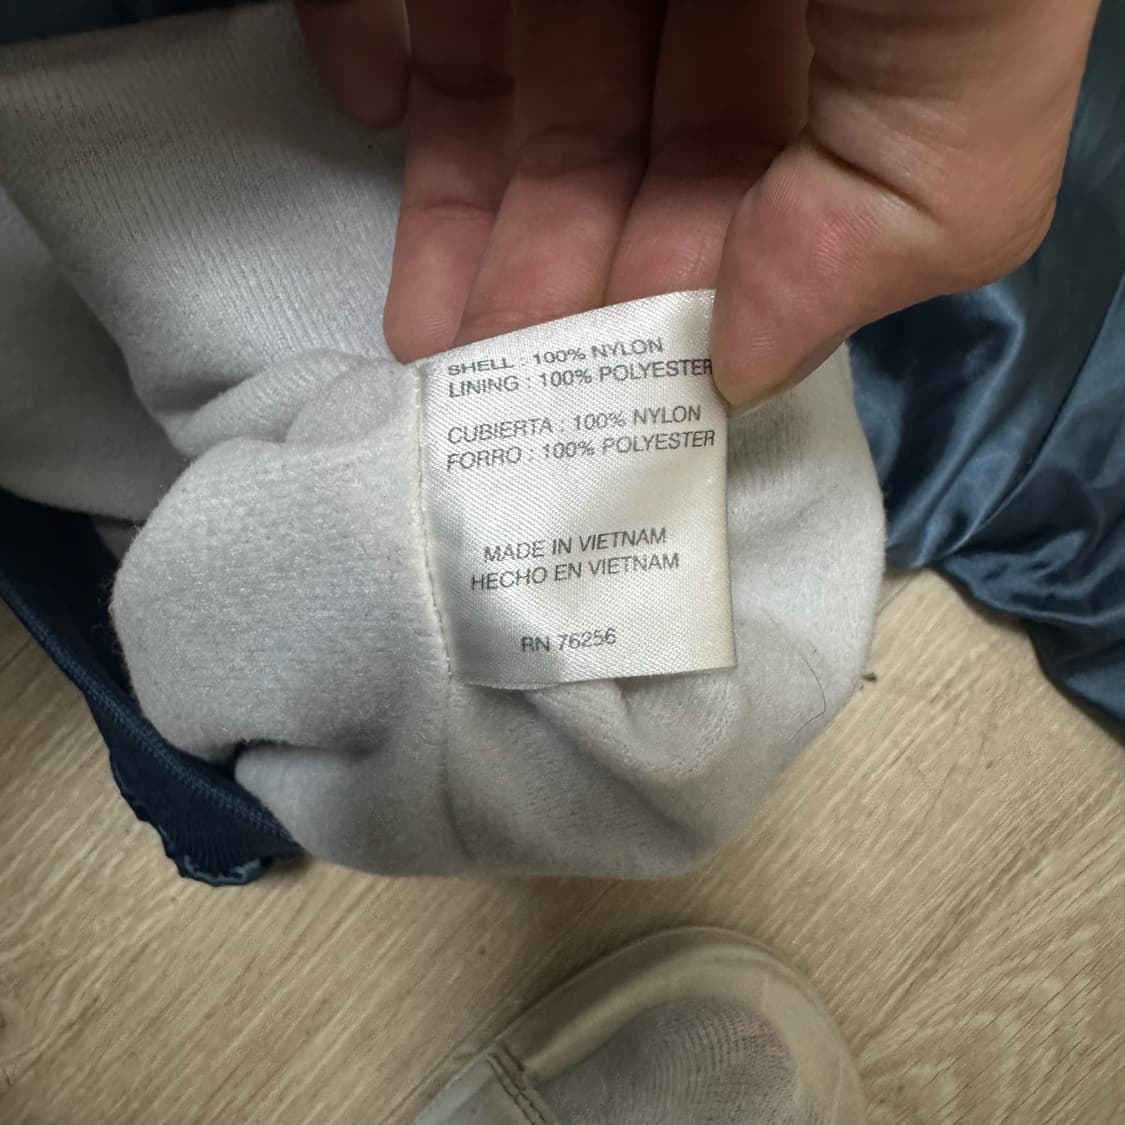 SHELL : 100% NYLON
LINING : 100% POLYESTER
CUBIERTA : 100% NYLON
FORRO : 100% POLYESTER
MADE IN VIETNAM
HECHO EN VIETNAM
RN 76256